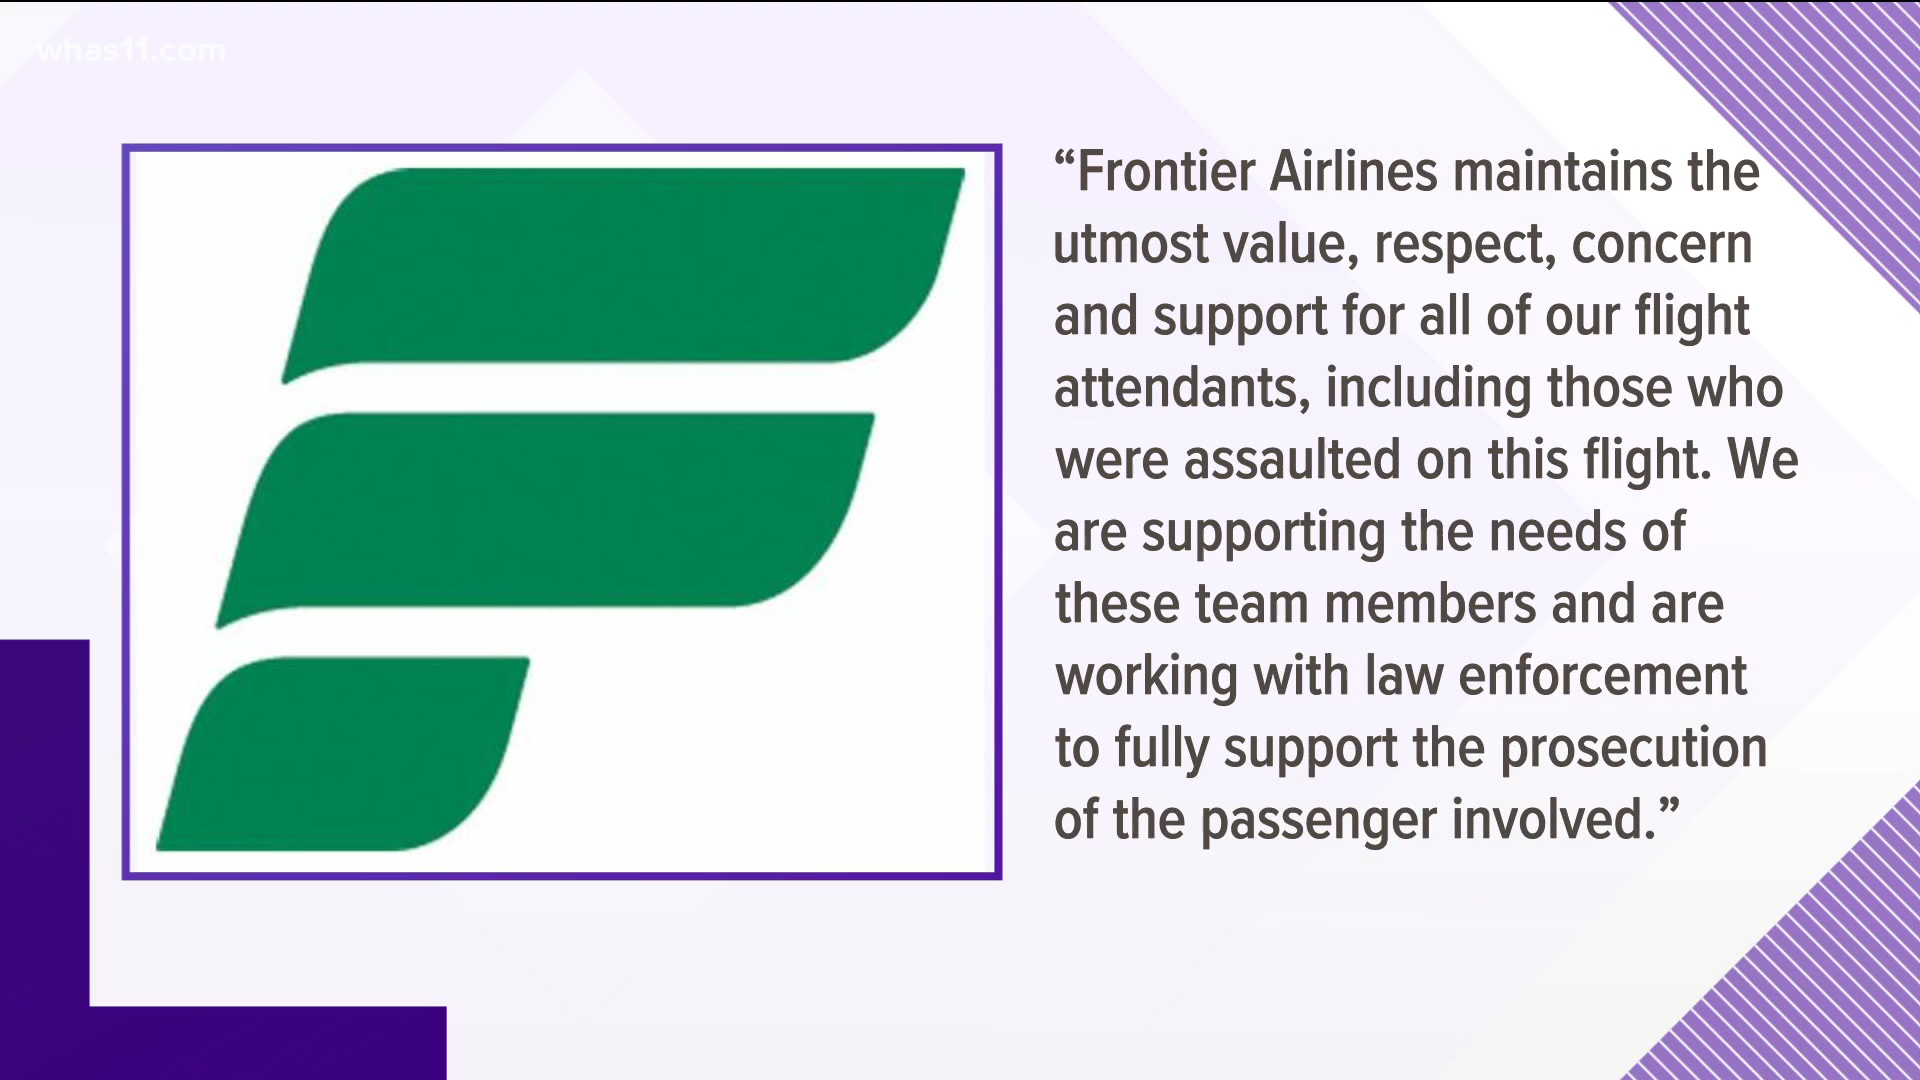 whas11.com
“Frontier Airlines maintains the
utmost value, respect, concern
and support for all of our flight
attendants, including those who
were assaulted on this flight. We
are supporting the needs of
these team members and are
working with law enforcement
to fully support the prosecution
of the passenger involved.”